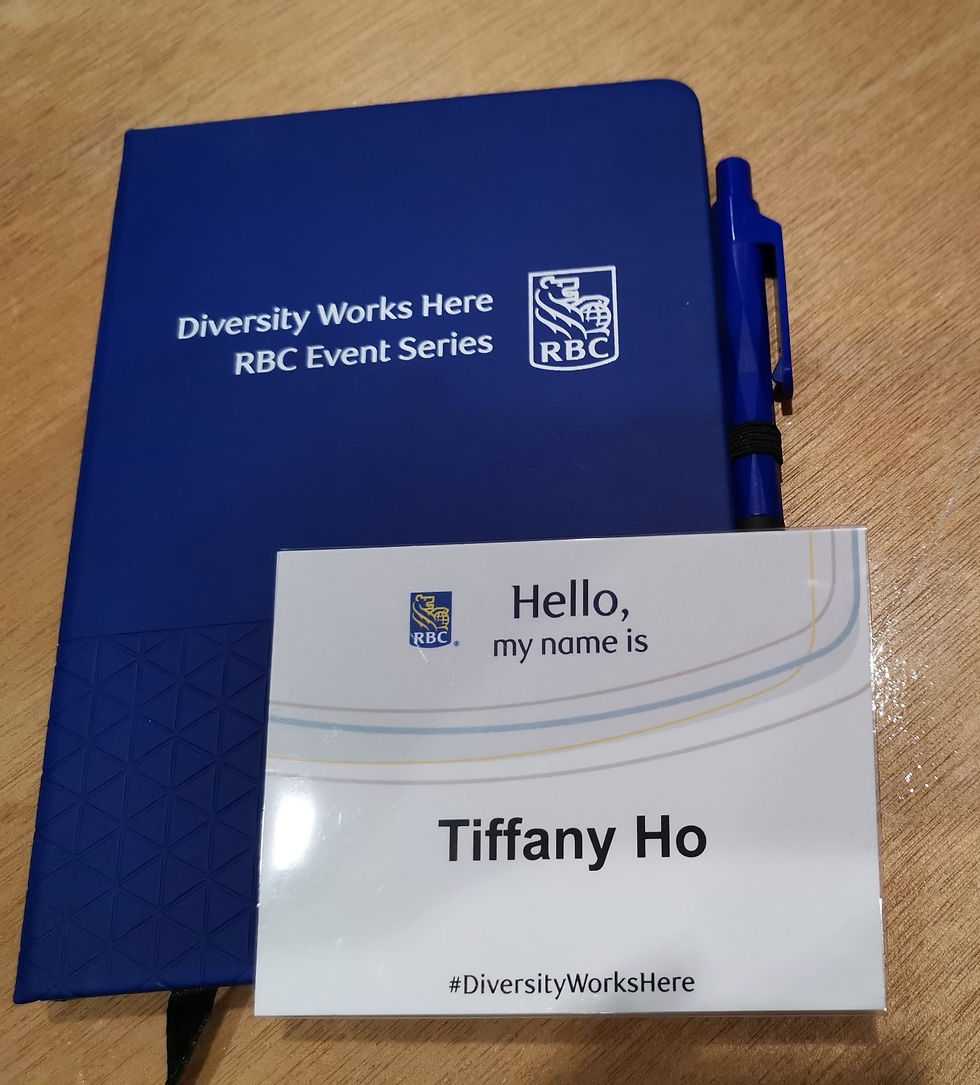 Diversity Works Here
RBC Event Series
RBC
RBC
Hello,
my name is
Tiffany Ho
#DiversityWorksHere